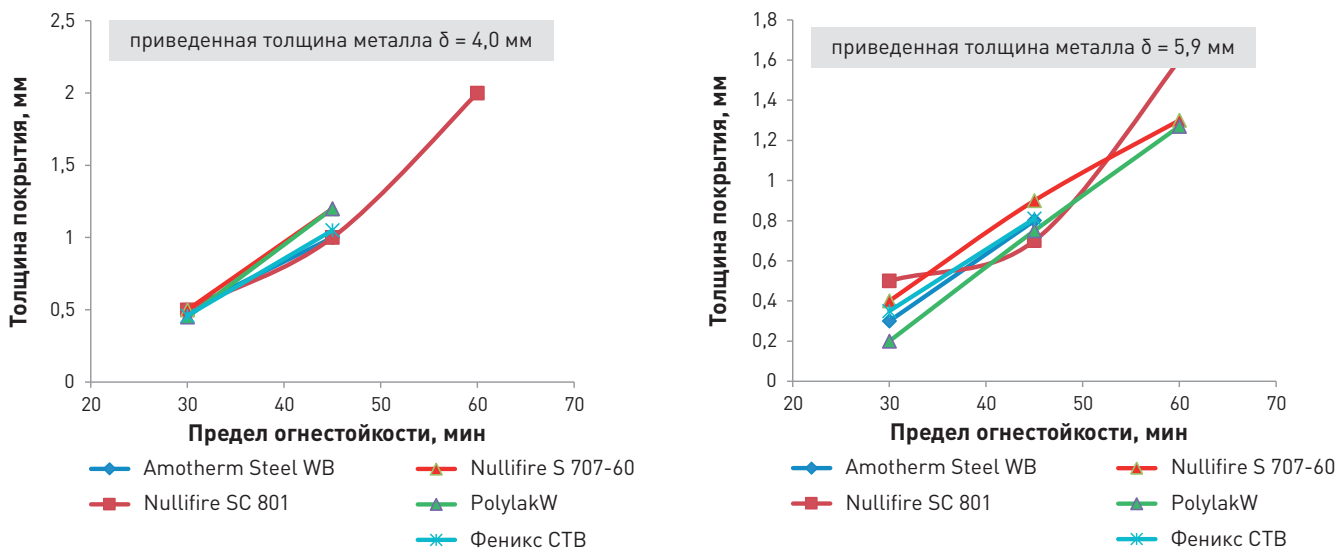 приведенная толщина металла δ = 4,0 мм
Толщина покрытия, мм
2,5
2
1,5
1
0,5
0
20
30
40
50
60
70
Предел огнестойкости, мин
Amotherm Steel WB
Nullifire S 707-60
Nullifire SC 801
PolylakW
Феникс СТВ
приведенная толщина металла δ = 5,9 мм
Толщина покрытия, мм
1,8
1,6
1,4
1,2
1,0
0,8
0,6
0,4
0,2
0
20
30
40
50
60
70
Предел огнестойкости, мин
Amotherm Steel WB
Nullifire S 707-60
Nullifire SC 801
PolylakW
Феникс СТВ